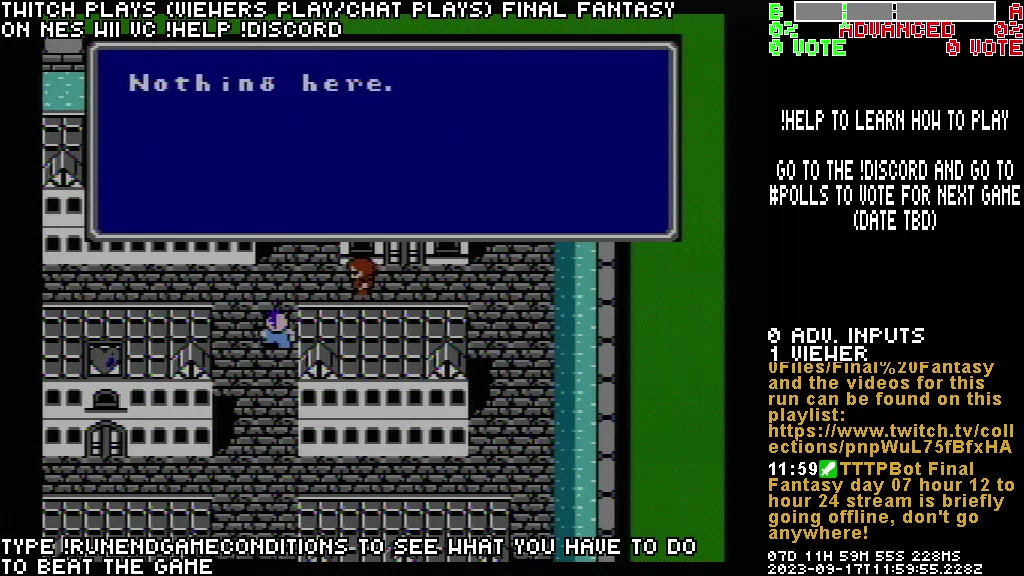 TWITCH PLAYS (VIEWERS PLAY/CHAT PLAYS) FINAL FANTASY
ON NES WII VC !HELP !DISCORD
Nothing here.
TYPE !RUNENDGAMECONDITIONS TO SEE WHAT YOU HAVE TO DO
TO BEAT THE GAME
B A
0% ADVANCED 0%
0 VOTE 0 VOTE
!HELP TO LEARN HOW TO PLAY
GO TO THE !DISCORD AND GO TO
#POLLS TO VOTE FOR NEXT GAME
(DATE TBD)
0 ADV. INPUTS
1 VIEWER
0Files/Final%20Fantasy
and the videos for this
run can be found on this
playlist:
https://www.twitch.tv/coll
ections/pnpWuL75fBfxHA
11:59 TTTPBot Final
Fantasy day 07 hour 12 to
hour 24 stream is briefly
going offline, don't go
anywhere!
07D 11H 59M 55S 228MS
2023-09-17T11:59:55.228Z